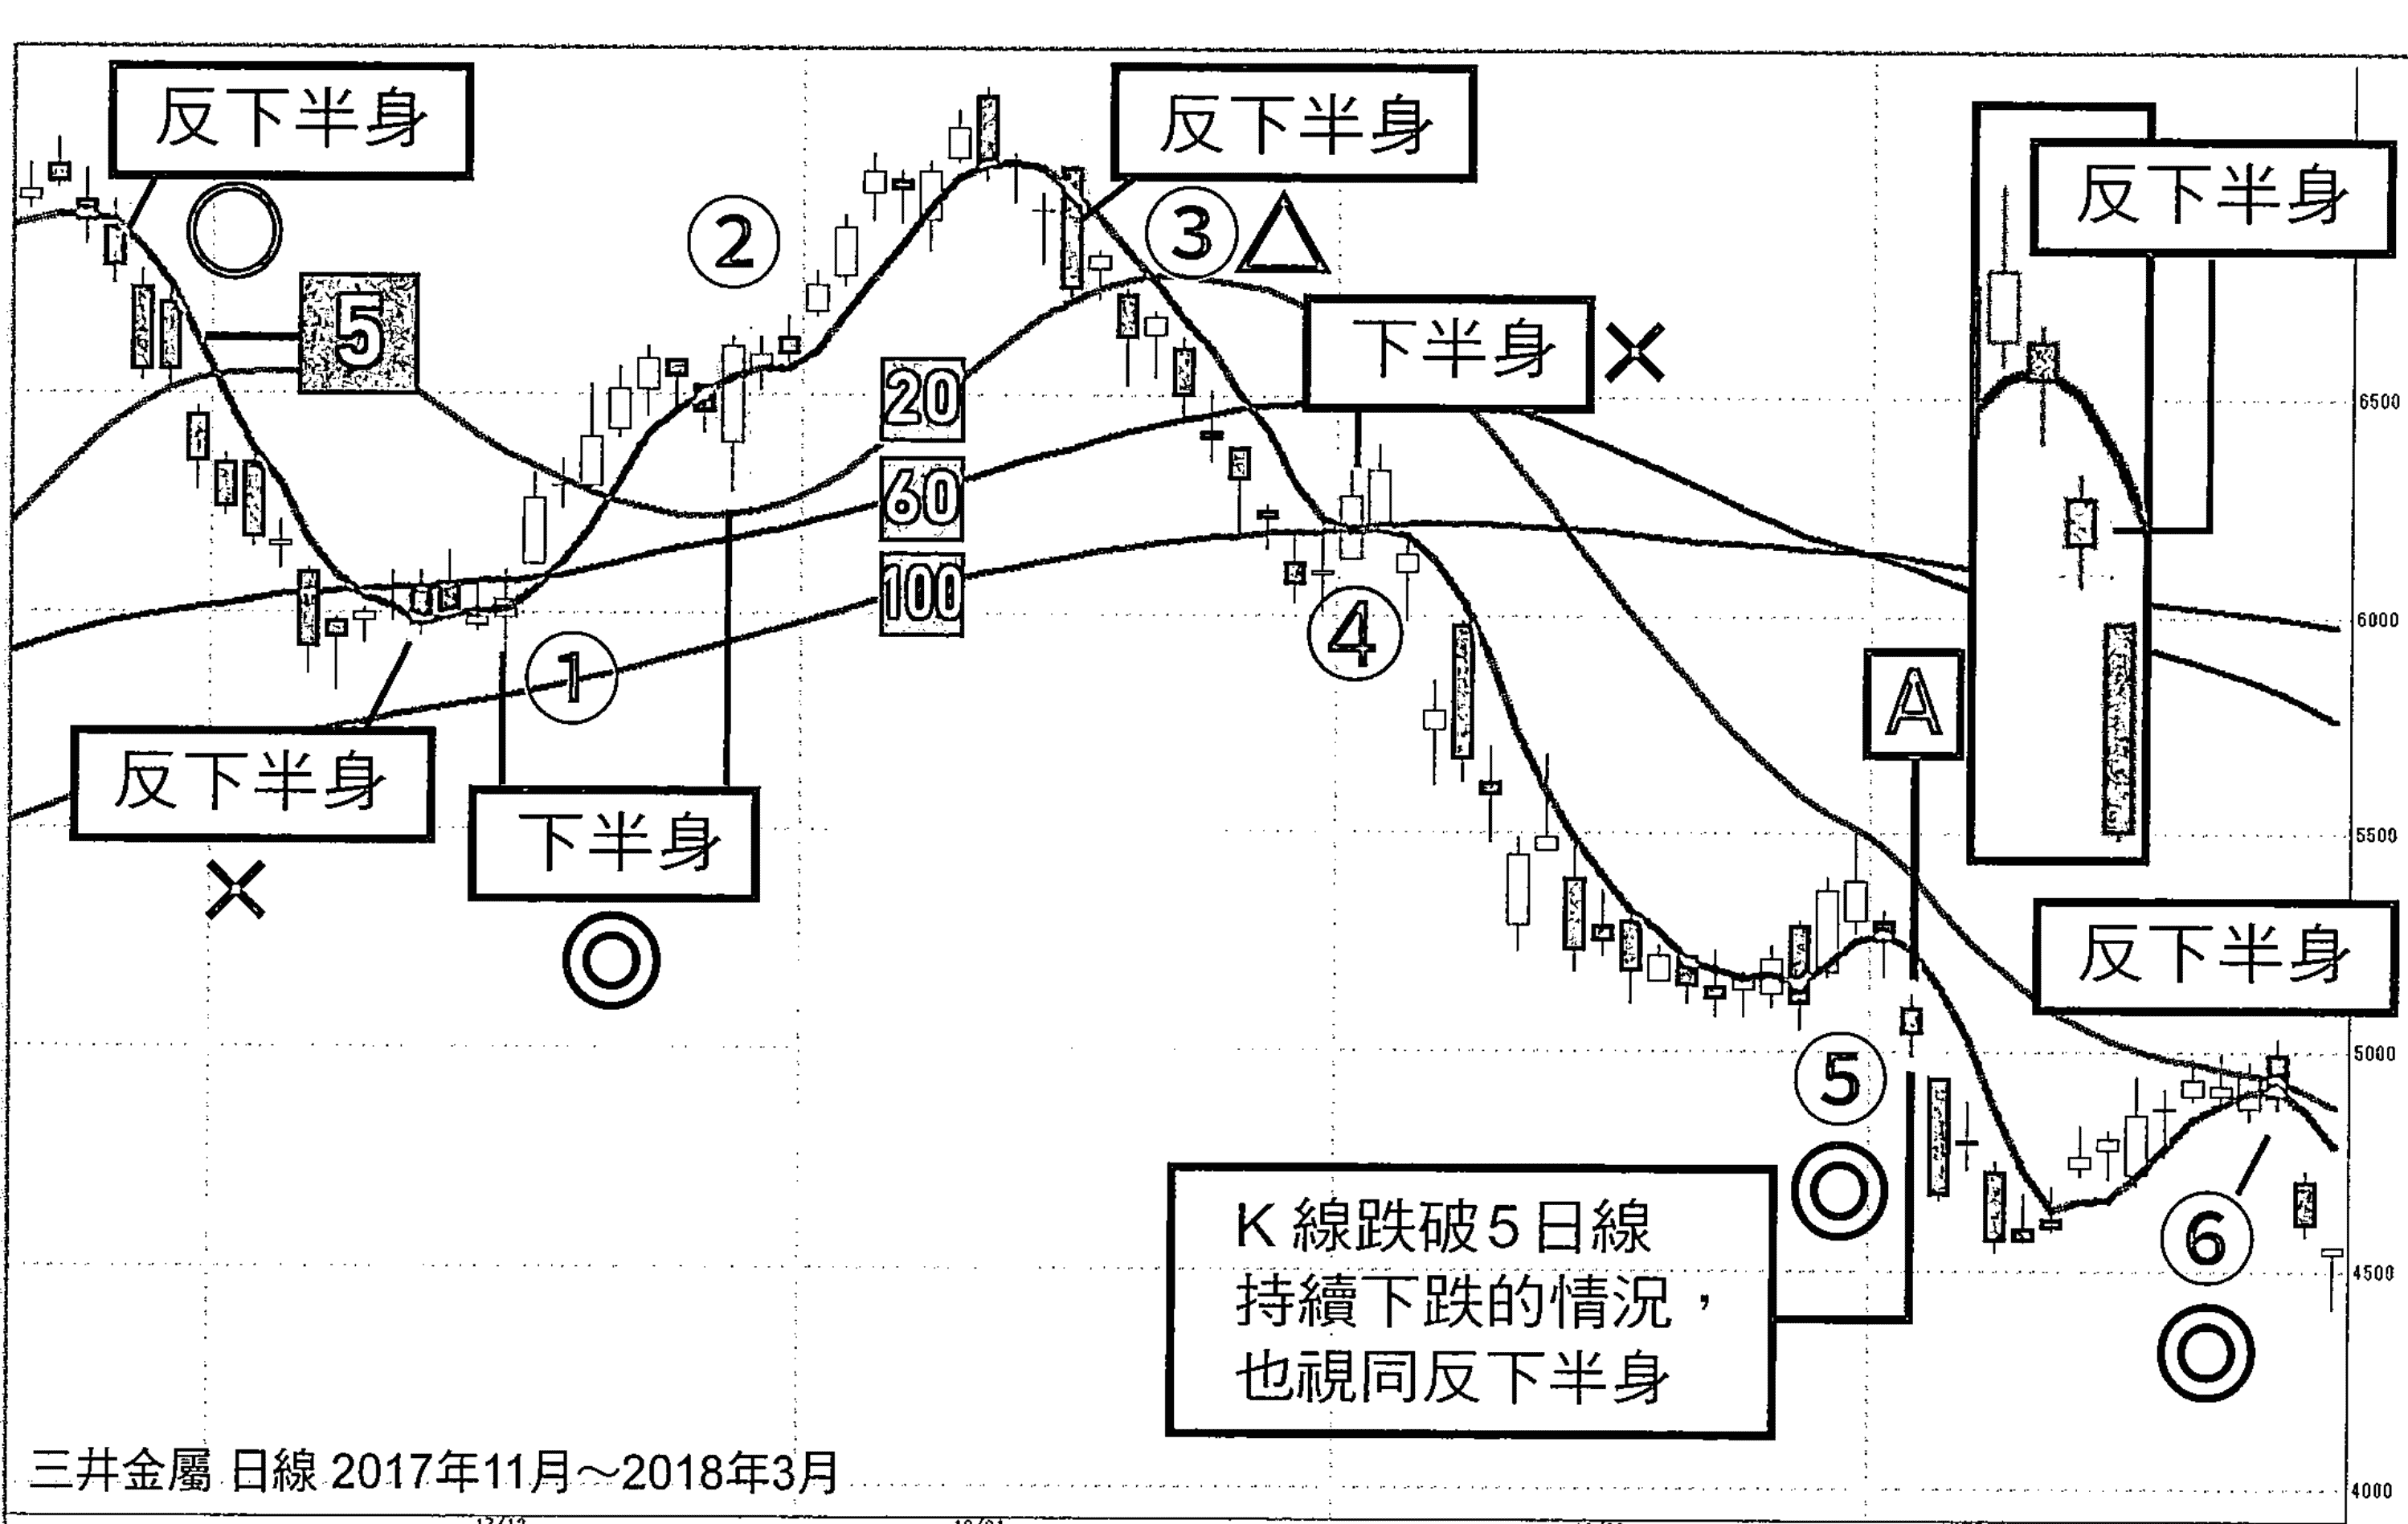 反下半身
反下半身
反下半身
②
③
5
下半身
20
60
100
6500
6000
④
①
A
反下半身
下半身
5500
反下半身
5000
⑤
K線跌破5日線
持續下跌的情況，
也視同反下半身
⑥
4500
三井金屬 日線 2017年11月～2018年3月
4000